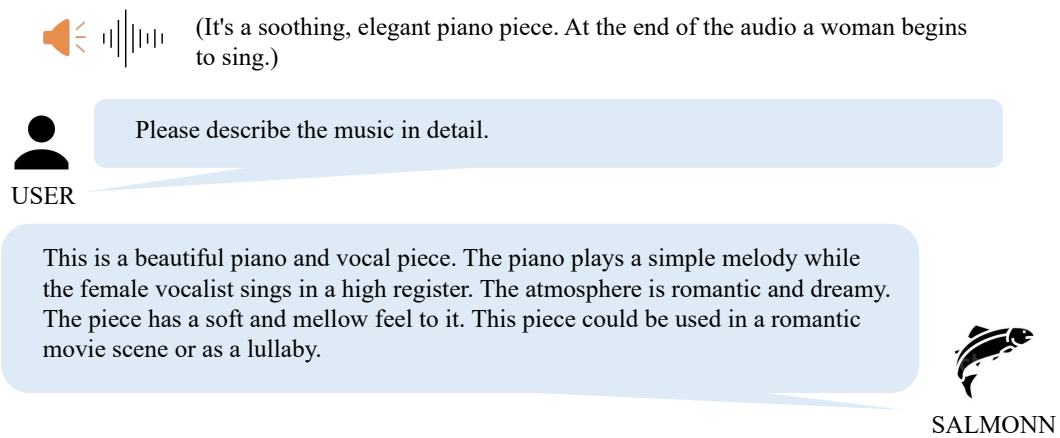 (It's a soothing, elegant piano piece. At the end of the audio a woman begins
to sing.)
Please describe the music in detail.
USER
This is a beautiful piano and vocal piece. The piano plays a simple melody while
the female vocalist sings in a high register. The atmosphere is romantic and dreamy.
The piece has a soft and mellow feel to it. This piece could be used in a romantic
movie scene or as a lullaby.
SALMONN